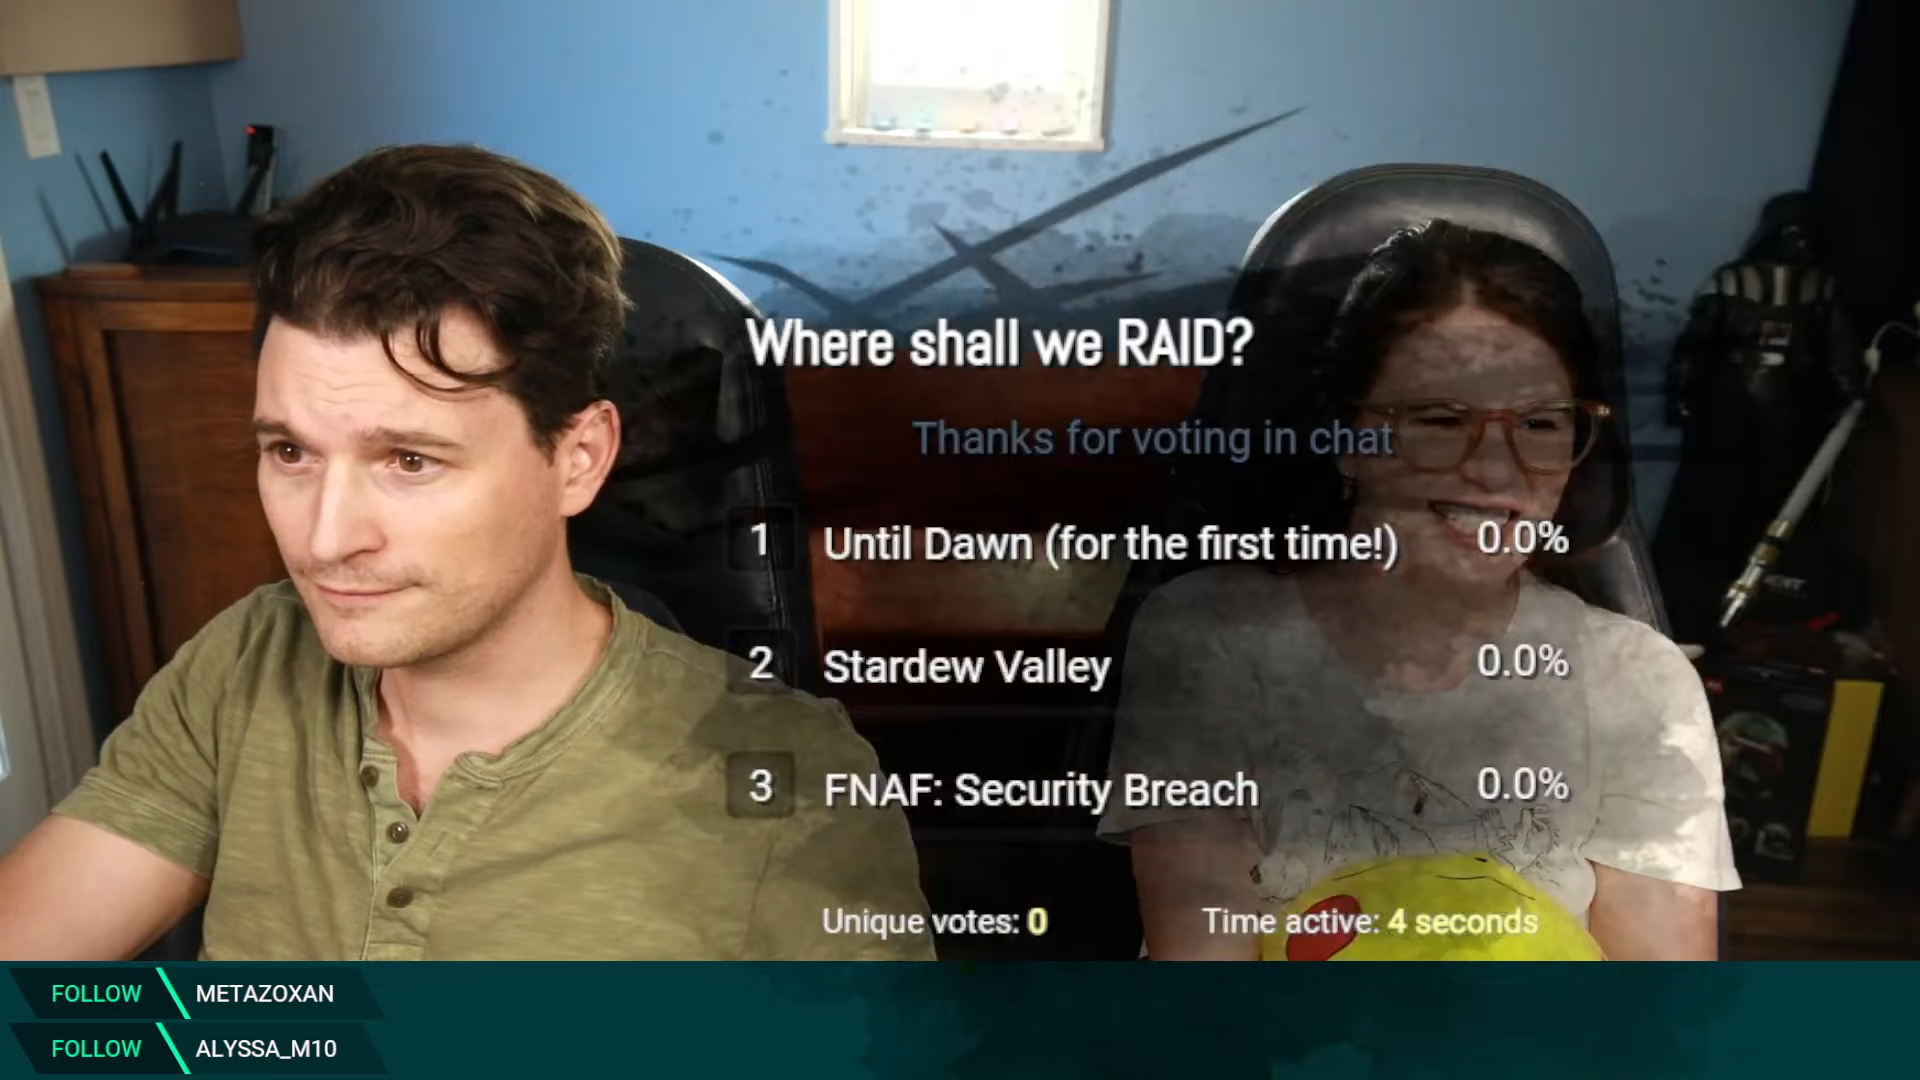 Where shall we RAID?
Thanks for voting in chat
1 Until Dawn (for the first time!) 0.0%
2 Stardew Valley 0.0%
3 FNAF: Security Breach 0.0%
Unique votes: 0 Time active: 4 seconds
FOLLOW METAZOXAN
FOLLOW ALYSSA_M10